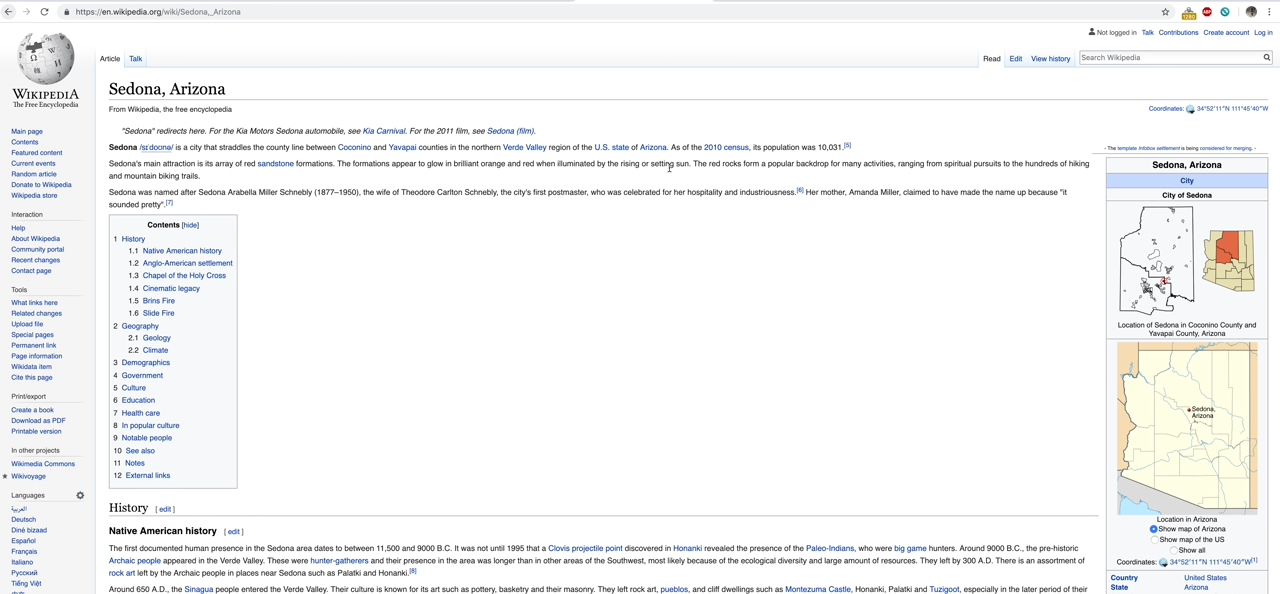 https://en.wikipedia.org/wiki/Sedona,_Arizona
1280
ABP
Not logged in Talk Contributions Create account Log in
Article Talk
Read Edit View history Search Wikipedia
WIKIPEDIA
The Free Encyclopedia
Main page
Contents
Featured content
Current events
Random article
Donate to Wikipedia
Wikipedia store
Interaction
Help
About Wikipedia
Community portal
Recent changes
Contact page
Tools
What links here
Related changes
Upload file
Special pages
Permanent link
Page information
Wikidata item
Cite this page
Print/export
Create a book
Download as PDF
Printable version
In other projects
Wikimedia Commons
Wikivoyage
Languages
العربية
Deutsch
Diné bizaad
Español
Français
Italiano
Русский
Tiếng Việt
Sedona, Arizona
From Wikipedia, the free encyclopedia
Coordinates: 34°52′11″N 111°45′40″W
"Sedona" redirects here. For the Kia Motors Sedona automobile, see Kia Carnival. For the 2011 film, see Sedona (film).
Sedona /sɪˈdoʊnə/ is a city that straddles the county line between Coconino and Yavapai counties in the northern Verde Valley region of the U.S. state of Arizona. As of the 2010 census, its population was 10,031.[5]
Sedona's main attraction is its array of red sandstone formations. The formations appear to glow in brilliant orange and red when illuminated by the rising or setting sun. The red rocks form a popular backdrop for many activities, ranging from spiritual pursuits to the hundreds of hiking
and mountain biking trails.
Sedona was named after Sedona Arabella Miller Schnebly (1877–1950), the wife of Theodore Carlton Schnebly, the city's first postmaster, who was celebrated for her hospitality and industriousness.[6] Her mother, Amanda Miller, claimed to have made the name up because "it
sounded pretty".[7]
Contents [hide]
1 History
1.1 Native American history
1.2 Anglo-American settlement
1.3 Chapel of the Holy Cross
1.4 Cinematic legacy
1.5 Brins Fire
1.6 Slide Fire
2 Geography
2.1 Geology
2.2 Climate
3 Demographics
4 Government
5 Culture
6 Education
7 Health care
8 In popular culture
9 Notable people
10 See also
11 Notes
12 External links
History [ edit ]
Native American history [ edit ]
The first documented human presence in the Sedona area dates to between 11,500 and 9000 B.C. It was not until 1995 that a Clovis projectile point discovered in Honanki revealed the presence of the Paleo-Indians, who were big game hunters. Around 9000 B.C., the pre-historic
Archaic people appeared in the Verde Valley. These were hunter-gatherers and their presence in the area was longer than in other areas of the Southwest, most likely because of the ecological diversity and large amount of resources. They left by 300 A.D. There is an assortment of
rock art left by the Archaic people in places near Sedona such as Palatki and Honanki.[8]
Around 650 A.D., the Sinagua people entered the Verde Valley. Their culture is known for its art such as pottery, basketry and their masonry. They left rock art, pueblos, and cliff dwellings such as Montezuma Castle, Honanki, Palatki and Tuzigoot, especially in the later period of their
- The template Infobox settlement is being considered for merging. -
Sedona, Arizona
City
City of Sedona
Location of Sedona in Coconino County and
Yavapai County, Arizona
Sedona,
Arizona
Location in Arizona
Show map of Arizona
Show map of the US
Show all
Coordinates: 34°52′11″N 111°45′40″W[1]
Country United States
State Arizona